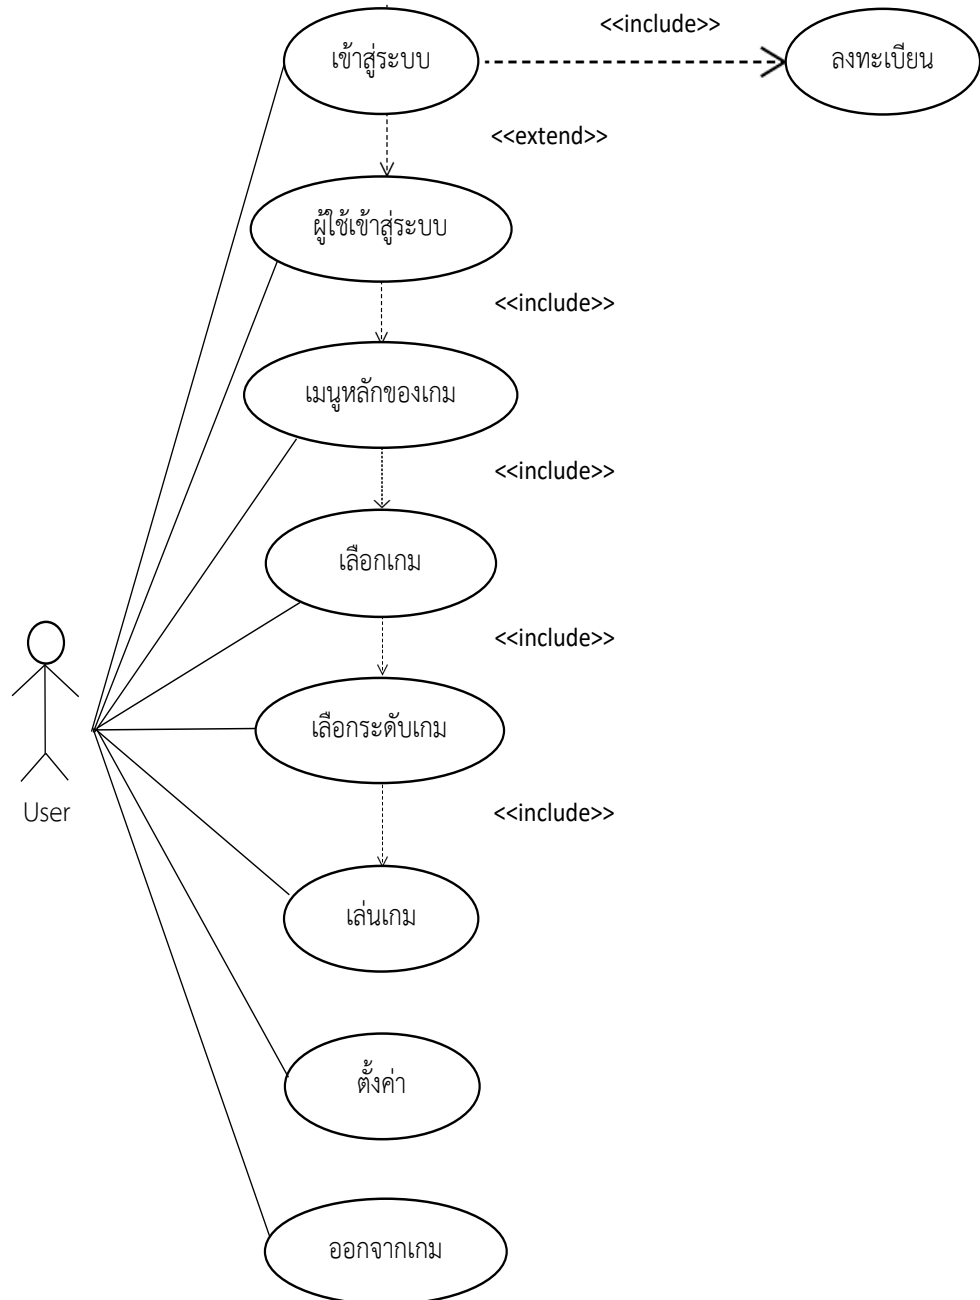 <<include>>
เข้าสู่ระบบ
ลงทะเบียน
<<extend>>
ผู้ใช้เข้าสู่ระบบ
<<include>>
เมนูหลักของเกม
<<include>>
เลือกเกม
<<include>>
เลือกระดับเกม
User
<<include>>
เล่นเกม
ตั้งค่า
ออกจากเกม